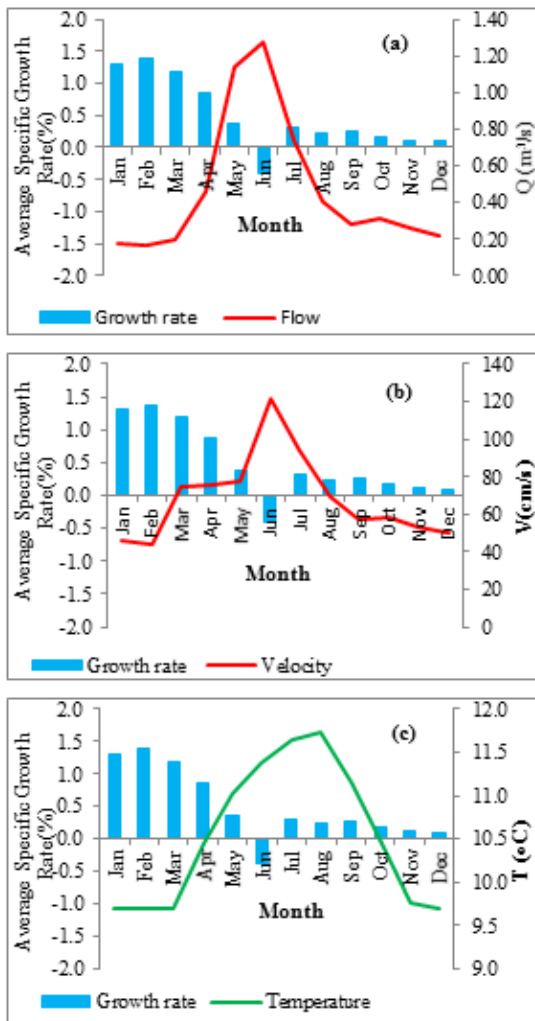 (a)
Average Specific Growth
Rate(%)
2.0
1.5
1.0
0.5
0.0
-0.5
-1.0
-1.5
-2.0
Jan
Feb
Mar
Apr
May
Jun
Jul
Aug
Sep
Oct
Nov
Dec
Month
1.40
1.20
1.00
0.80
0.60
0.40
0.20
0.00
Q (m³/s)
Growth rate
Flow
(b)
Average Specific Growth
Rate(%)
2.0
1.5
1.0
0.5
0.0
-0.5
-1.0
-1.5
-2.0
Jan
Feb
Mar
Apr
May
Jun
Jul
Aug
Sep
Oct
Nov
Dec
Month
140
120
100
80
60
40
20
0
V(cm/s)
Growth rate
Velocity
(c)
Average Specific Growth
Rate(%)
2.0
1.5
1.0
0.5
0.0
-0.5
-1.0
-1.5
-2.0
Jan
Feb
Mar
Apr
May
Jun
Jul
Aug
Sep
Oct
Nov
Dec
Month
12.0
11.5
11.0
10.5
10.0
9.5
9.0
T (oC)
Growth rate
Temperature